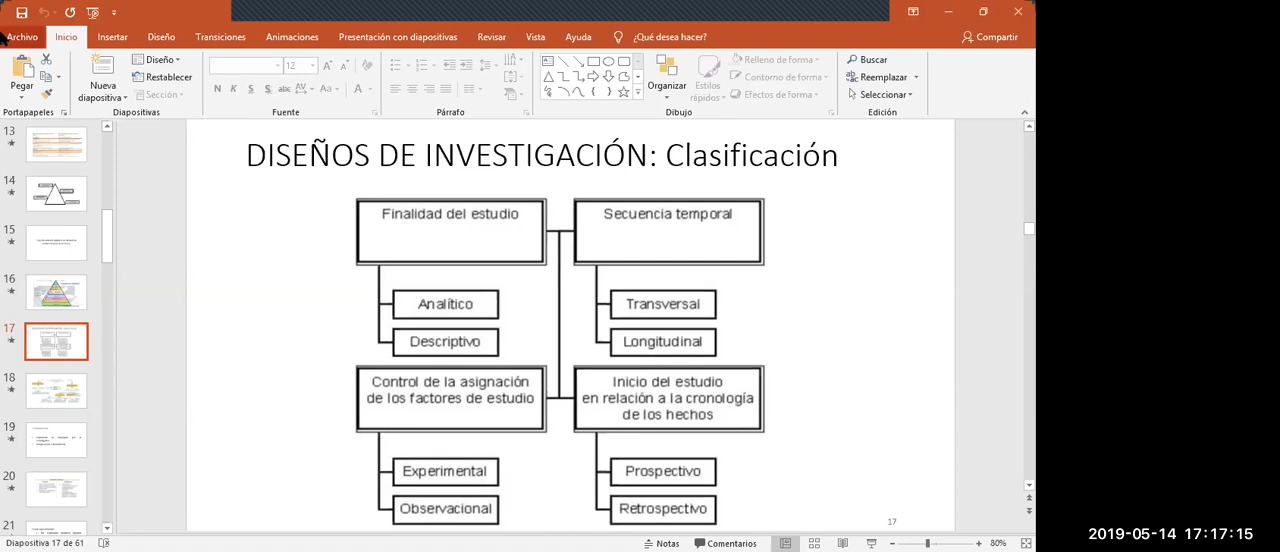 Archivo Inicio Insertar Diseño Transiciones Animaciones Presentación con diapositivas Revisar Vista Ayuda ¿Qué desea hacer? Compartir
Pegar
Portapapeles
Nueva
diapositiva
Diseño
Restablecer
Sección
Diapositivas
12
N K S S abc AV Aa A
Fuente
Párrafo
Organizar
Estilos
rápidos
Relleno de forma
Contorno de forma
Efectos de forma
Dibujo
Buscar
Reemplazar
Seleccionar
Edición
13
14
15
16
17
18
19
20
21
DISEÑOS DE INVESTIGACIÓN: Clasificación
Finalidad del estudio
Analítico
Descriptivo
Secuencia temporal
Transversal
Longitudinal
Control de la asignación
de los factores de estudio
Experimental
Observacional
Inicio del estudio
en relación a la cronología
de los hechos
Prospectivo
Retrospectivo
17
Diapositiva 17 de 61
Notas Comentarios 80%
2019-05-14 17:17:15